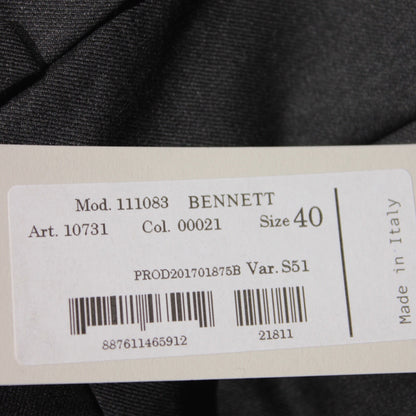 Mod. 111083 BENNETT
Art. 10731 Col. 00021 Size 40
PROD201701875B Var. S51
887611465912 21811
Made in Italy